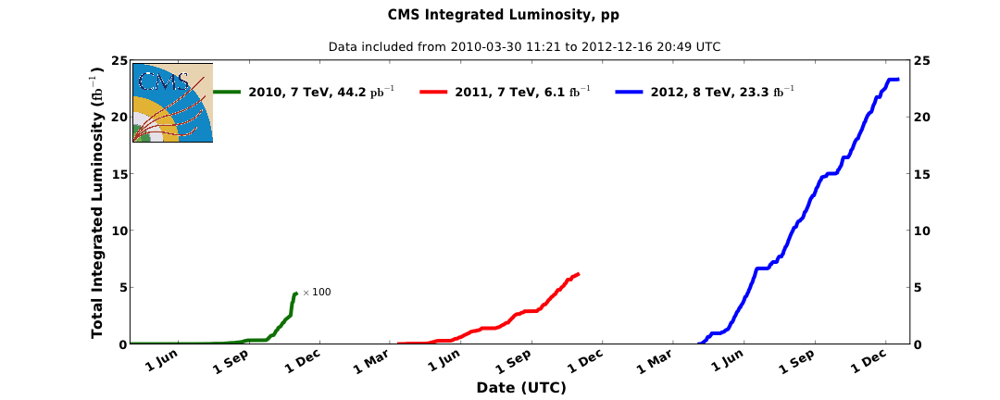 CMS Integrated Luminosity, pp
Data included from 2010-03-30 11:21 to 2012-12-16 20:49 UTC
CMS
2010, 7 TeV, 44.2 pb⁻¹ 2011, 7 TeV, 6.1 fb⁻¹ 2012, 8 TeV, 23.3 fb⁻¹
Total Integrated Luminosity (fb⁻¹)
25 25
20 20
15 15
10 10
5 5
0 0
× 100
1 Jun 1 Sep 1 Dec 1 Mar 1 Jun 1 Sep 1 Dec 1 Mar 1 Jun 1 Sep 1 Dec
Date (UTC)